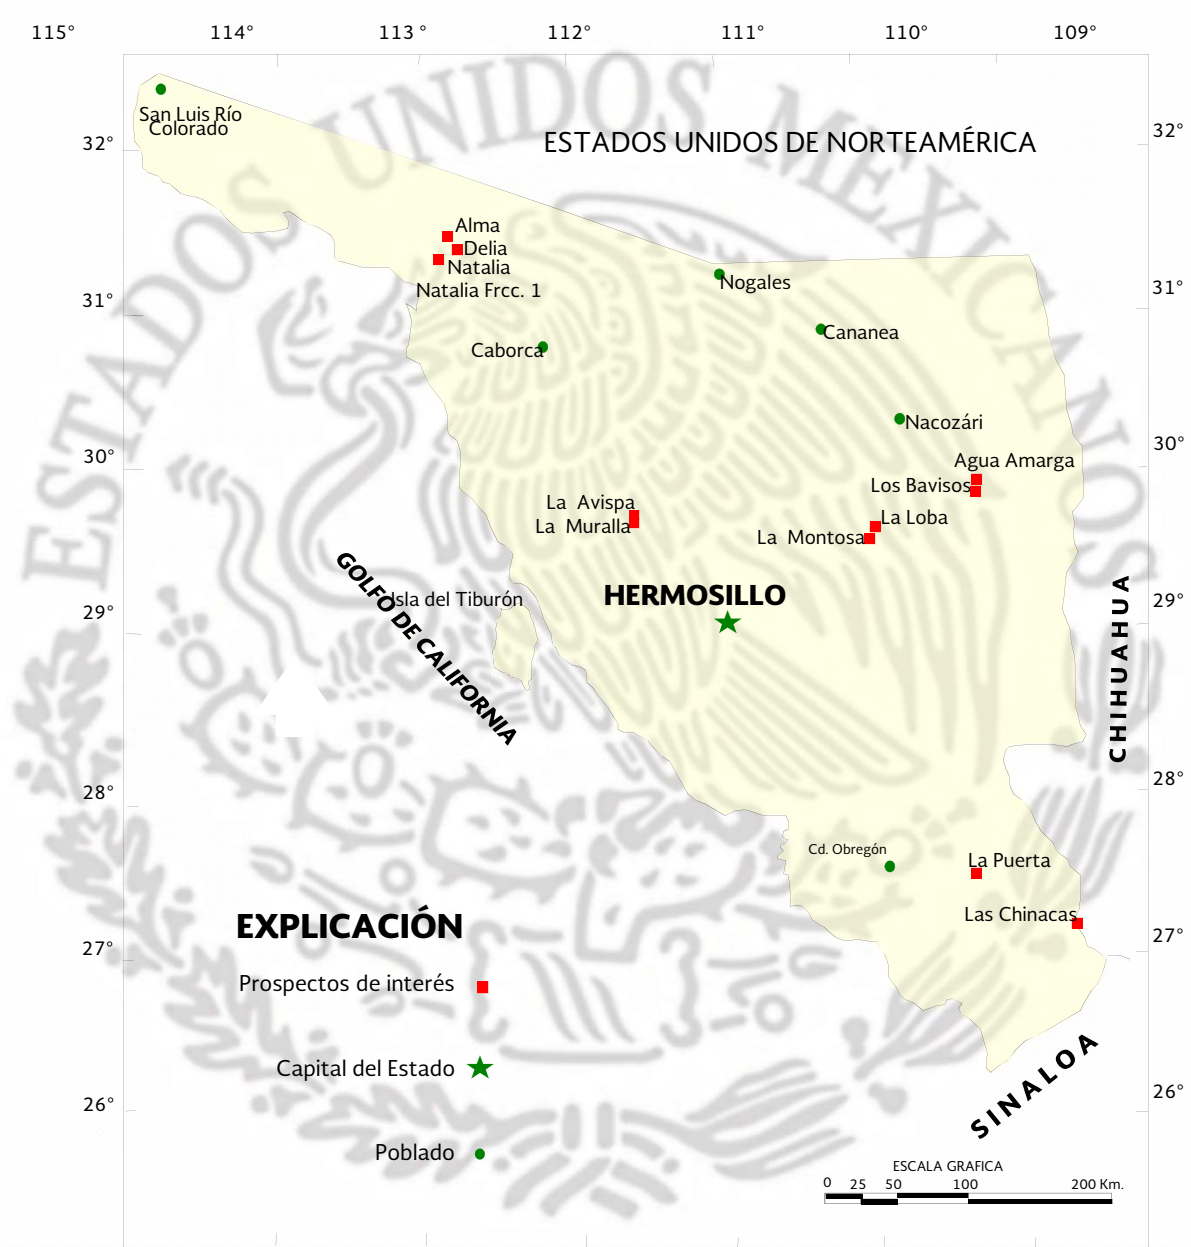 115° 114° 113 ° 112° 111° 110° 109°
ESTADOS UNIDOS MEXICANOS
ESTADOS UNIDOS DE NORTEAMÉRICA
San Luis Río
Colorado
32° 32°
Alma
Delia
Natalia
Natalia Frcc. 1
Nogales
31° 31°
Cananea
Caborca
Nacozári
30° 30°
Agua Amarga
Los Bavisos
La Avispa
La Loba
La Muralla
La Montosa
HERMOSILLO
Isla del Tiburón
29° 29°
GOLFO DE CALIFORNIA
CHIHUAHUA
28° 28°
Cd. Obregón
La Puerta
Las Chinacas
EXPLICACIÓN
27° 27°
Prospectos de interés
Capital del Estado
SINALOA
26° 26°
Poblado
ESCALA GRAFICA
0 25 50 100 200 Km.